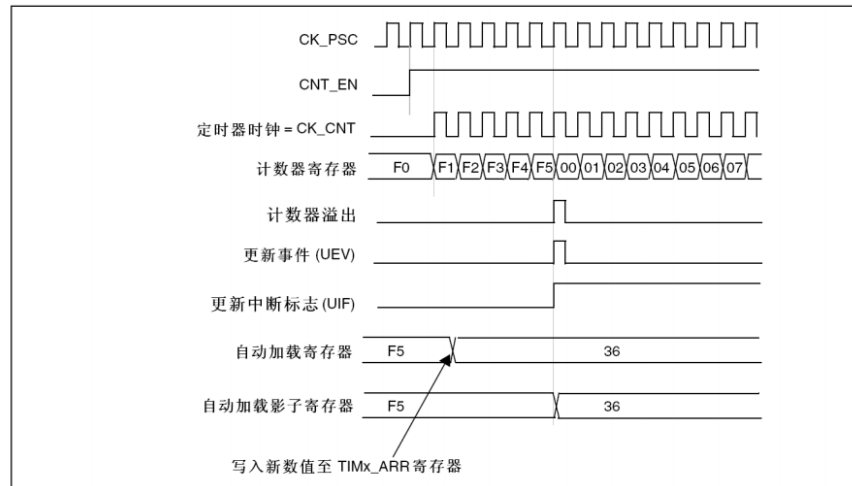 CK_PSC
CNT_EN
定时器时钟 = CK_CNT
计数器寄存器 F0 F1 F2 F3 F4 F5 00 01 02 03 04 05 06 07
计数器溢出
更新事件 (UEV)
更新中断标志 (UIF)
自动加载寄存器 F5 36
自动加载影子寄存器 F5 36
写入新数值至 TIMx_ARR 寄存器